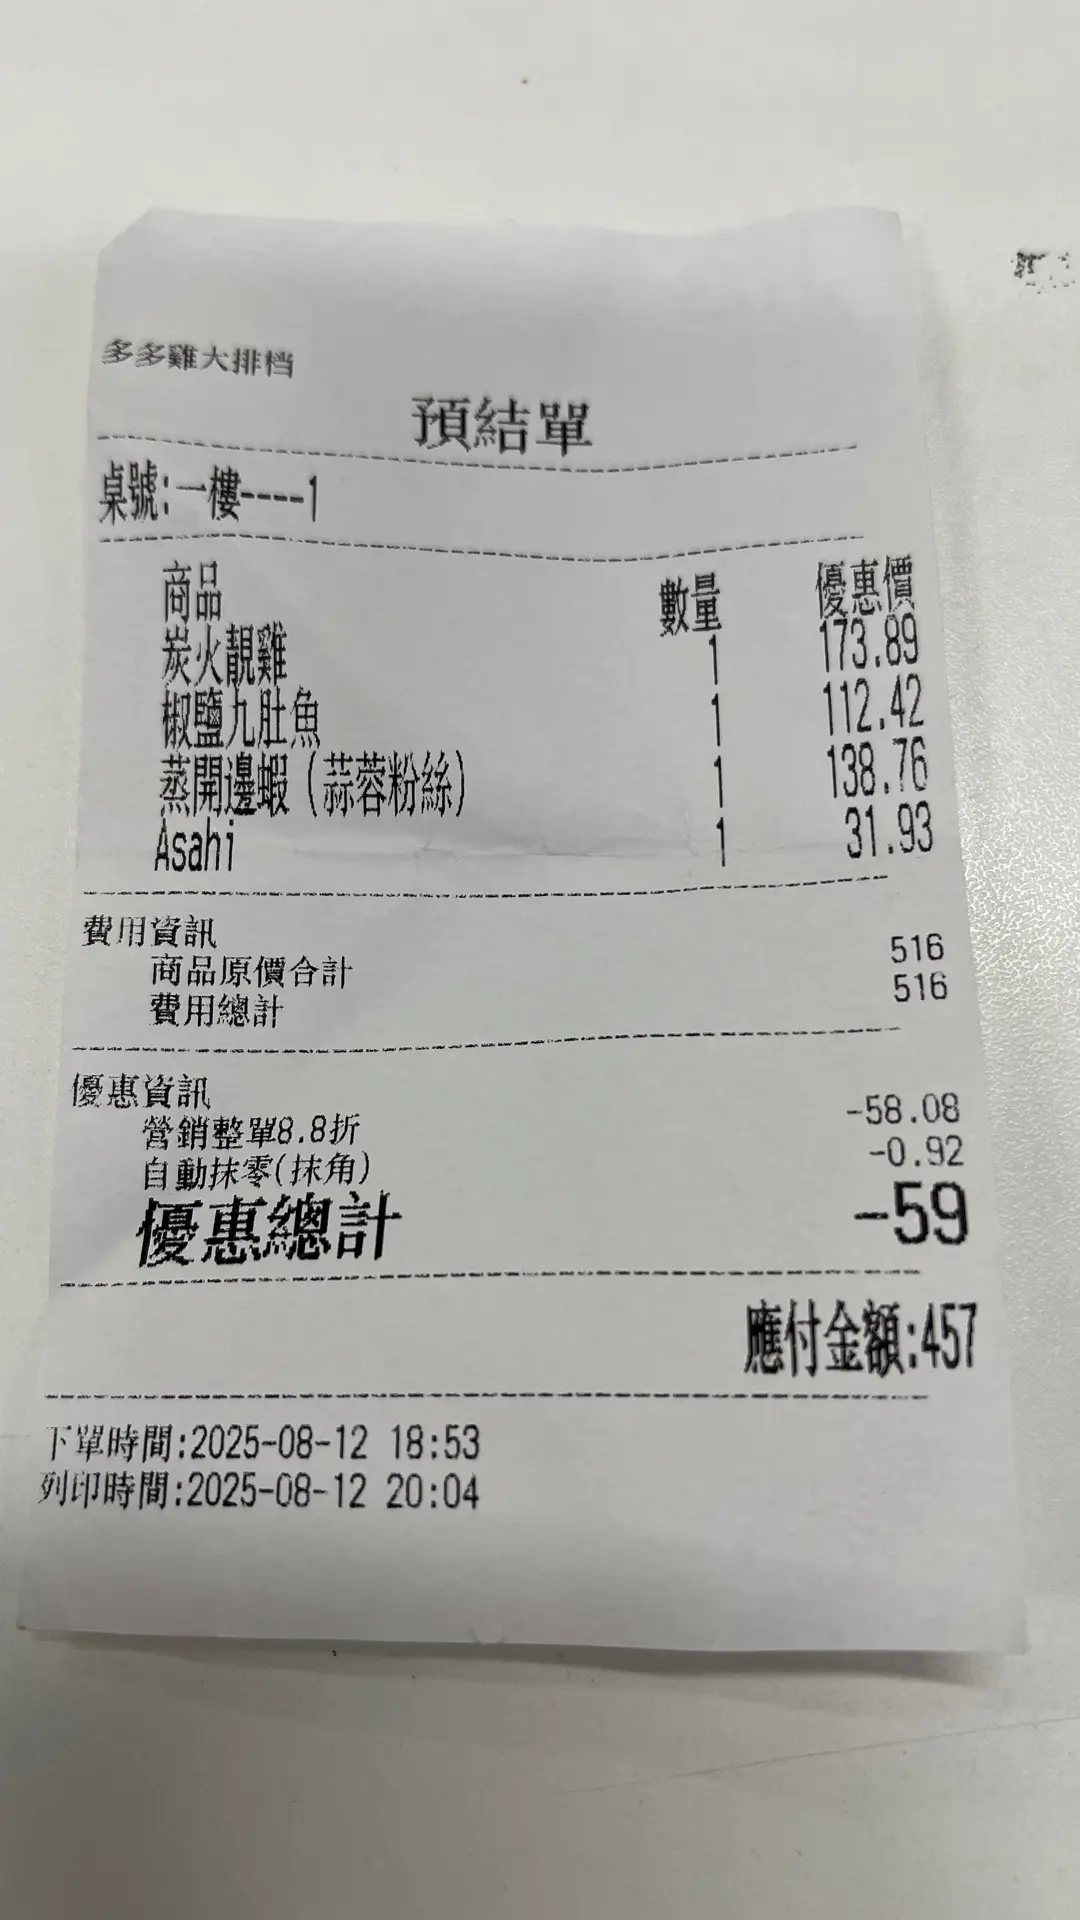 多多雞大排档
預結單
桌號:一樓----1
商品 數量 優惠價
炭火靚雞 1 173.89
椒鹽九肚魚 1 112.42
蒸開邊蝦（蒜蓉粉絲） 1 138.76
Asahi 1 31.93
費用資訊
商品原價合計 516
費用總計 516
優惠資訊
營銷整單8.8折 -58.08
自動抹零(抹角) -0.92
優惠總計 -59
應付金額:457
下單時間:2025-08-12 18:53
列印時間:2025-08-12 20:04